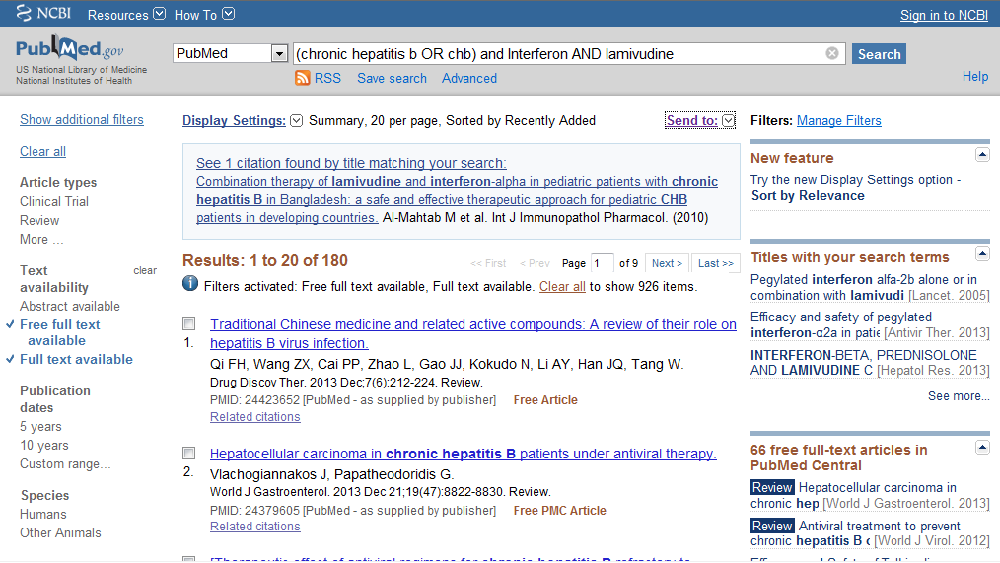 NCBI Resources How To Sign in to NCBI
PubMed.gov
US National Library of Medicine
National Institutes of Health
PubMed (chronic hepatitis b OR chb) and Interferon AND lamivudine Search
RSS Save search Advanced Help
Show additional filters
Clear all
Article types
Clinical Trial
Review
More ...
Text availability clear
Abstract available
Free full text available
Full text available
Publication dates
5 years
10 years
Custom range...
Species
Humans
Other Animals
Display Settings: Summary, 20 per page, Sorted by Recently Added Send to:
See 1 citation found by title matching your search:
Combination therapy of lamivudine and interferon-alpha in pediatric patients with chronic
hepatitis B in Bangladesh: a safe and effective therapeutic approach for pediatric CHB
patients in developing countries. Al-Mahtab M et al. Int J Immunopathol Pharmacol. (2010)
Results: 1 to 20 of 180 << First < Prev Page 1 of 9 Next > Last >>
Filters activated: Free full text available, Full text available. Clear all to show 926 items.
Traditional Chinese medicine and related active compounds: A review of their role on
1. hepatitis B virus infection.
Qi FH, Wang ZX, Cai PP, Zhao L, Gao JJ, Kokudo N, Li AY, Han JQ, Tang W.
Drug Discov Ther. 2013 Dec;7(6):212-224. Review.
PMID: 24423652 [PubMed - as supplied by publisher] Free Article
Related citations
Hepatocellular carcinoma in chronic hepatitis B patients under antiviral therapy.
2. Vlachogiannakos J, Papatheodoridis G.
World J Gastroenterol. 2013 Dec 21;19(47):8822-8830. Review.
PMID: 24379605 [PubMed - as supplied by publisher] Free PMC Article
Related citations
[Therapeutic effect of antiviral regimens for chronic hepatitis B refractory to
Filters: Manage Filters
New feature
Try the new Display Settings option -
Sort by Relevance
Titles with your search terms
Pegylated interferon alfa-2b alone or in
combination with lamivudi [Lancet. 2005]
Efficacy and safety of pegylated
interferon-α2a in patie [Antivir Ther. 2013]
INTERFERON-BETA, PREDNISOLONE
AND LAMIVUDINE C [Hepatol Res. 2013]
See more...
66 free full-text articles in
PubMed Central
Review Hepatocellular carcinoma in
chronic hep [World J Gastroenterol. 2013]
Review Antiviral treatment to prevent
chronic hepatitis B c [World J Virol. 2012]